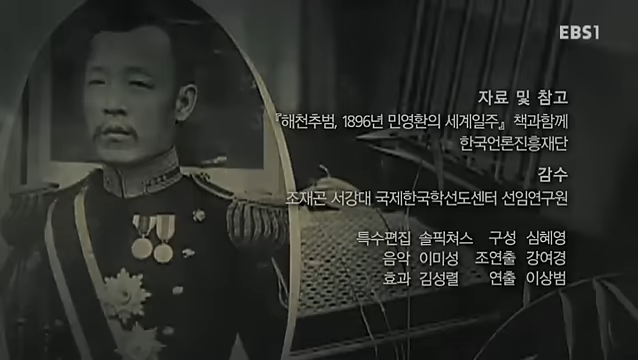 EBS1
자료 및 참고
『해천추범, 1896년 민영환의 세계일주』 책과함께
한국언론진흥재단
감수
조재곤 서강대 국제한국학선도센터 선임연구원
특수편집 솔픽쳐스 구성 심혜영
음악 이미성 조연출 강여경
효과 김성렬 연출 이상범